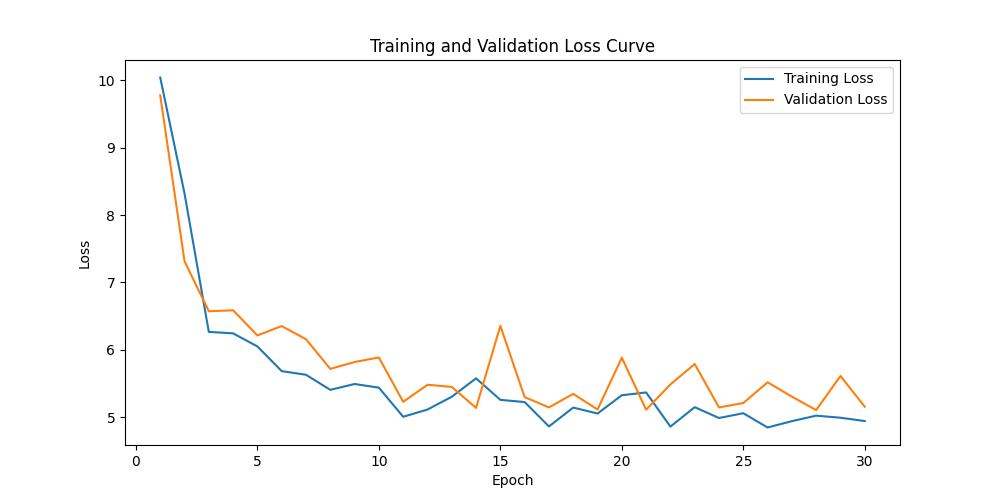 Training and Validation Loss Curve
Training Loss
Validation Loss
10
9
8
7
6
5
Loss
0 5 10 15 20 25 30
Epoch